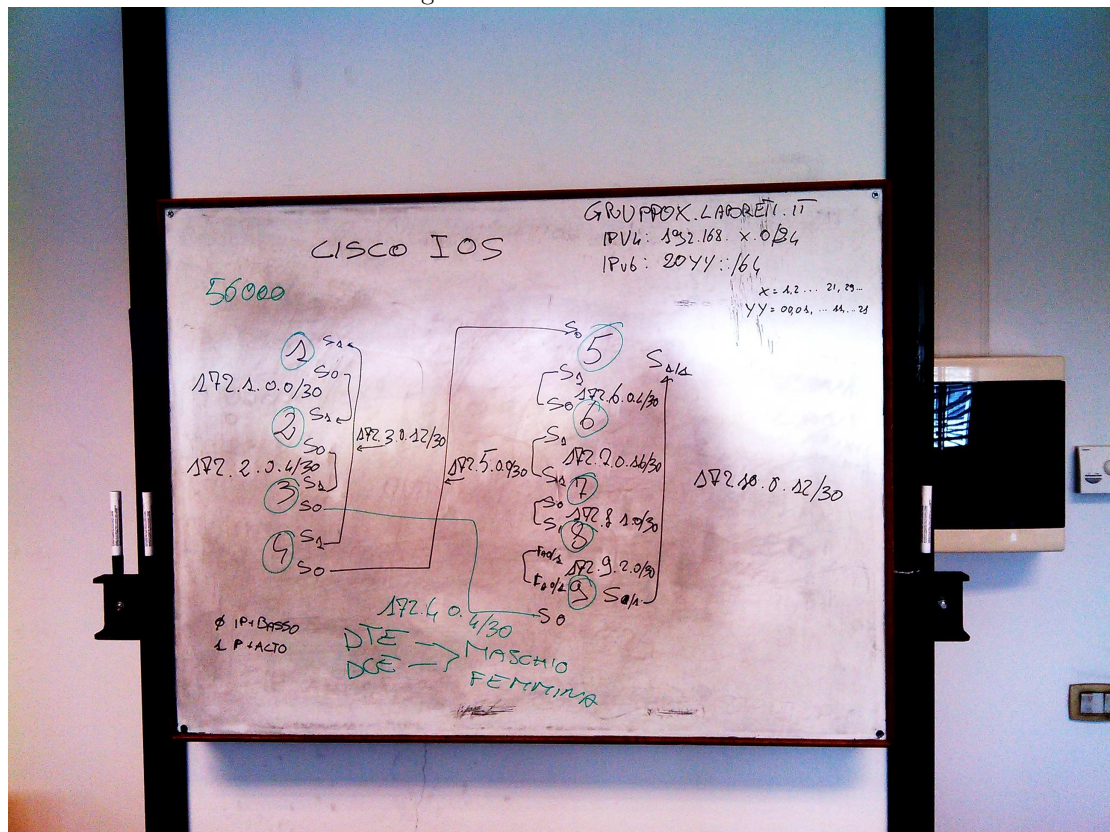 CISCO IOS
GRUPPOX.LABORETI.IT
IPV4: 192.168.x.0/24
IPv6: 20YY::/64
X = 1,2 ... 21, 29...
YY = 00,01, ... 11, ... 21
56000
1 S1
S0
172.1.0.0/30
2 S1
S0
172.2.0.4/30
3 S1
S0
4 S1
S0
172.3.0.12/30
172.5.0.0/30
S0 5
S1
172.6.0.4/30
S0 6
S1
172.7.0.16/30
S1 7
S0
172.8.1.0/30
S1 8
Fa0/1
172.9.2.0/30
9 S0/1
S0
S1/1
172.10.0.12/30
172.4.0.4/30
0 IP + BASSO
1 IP + ALTO
DTE
DCE
MASCHIO
FEMMINA